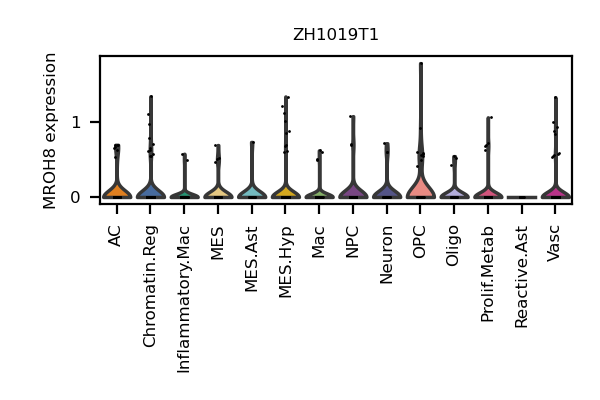 ZH1019T1
MROH8 expression
1
0
AC
Chromatin.Reg
Inflammatory.Mac
MES
MES.Ast
MES.Hyp
Mac
NPC
Neuron
OPC
Oligo
Prolif.Metab
Reactive.Ast
Vasc